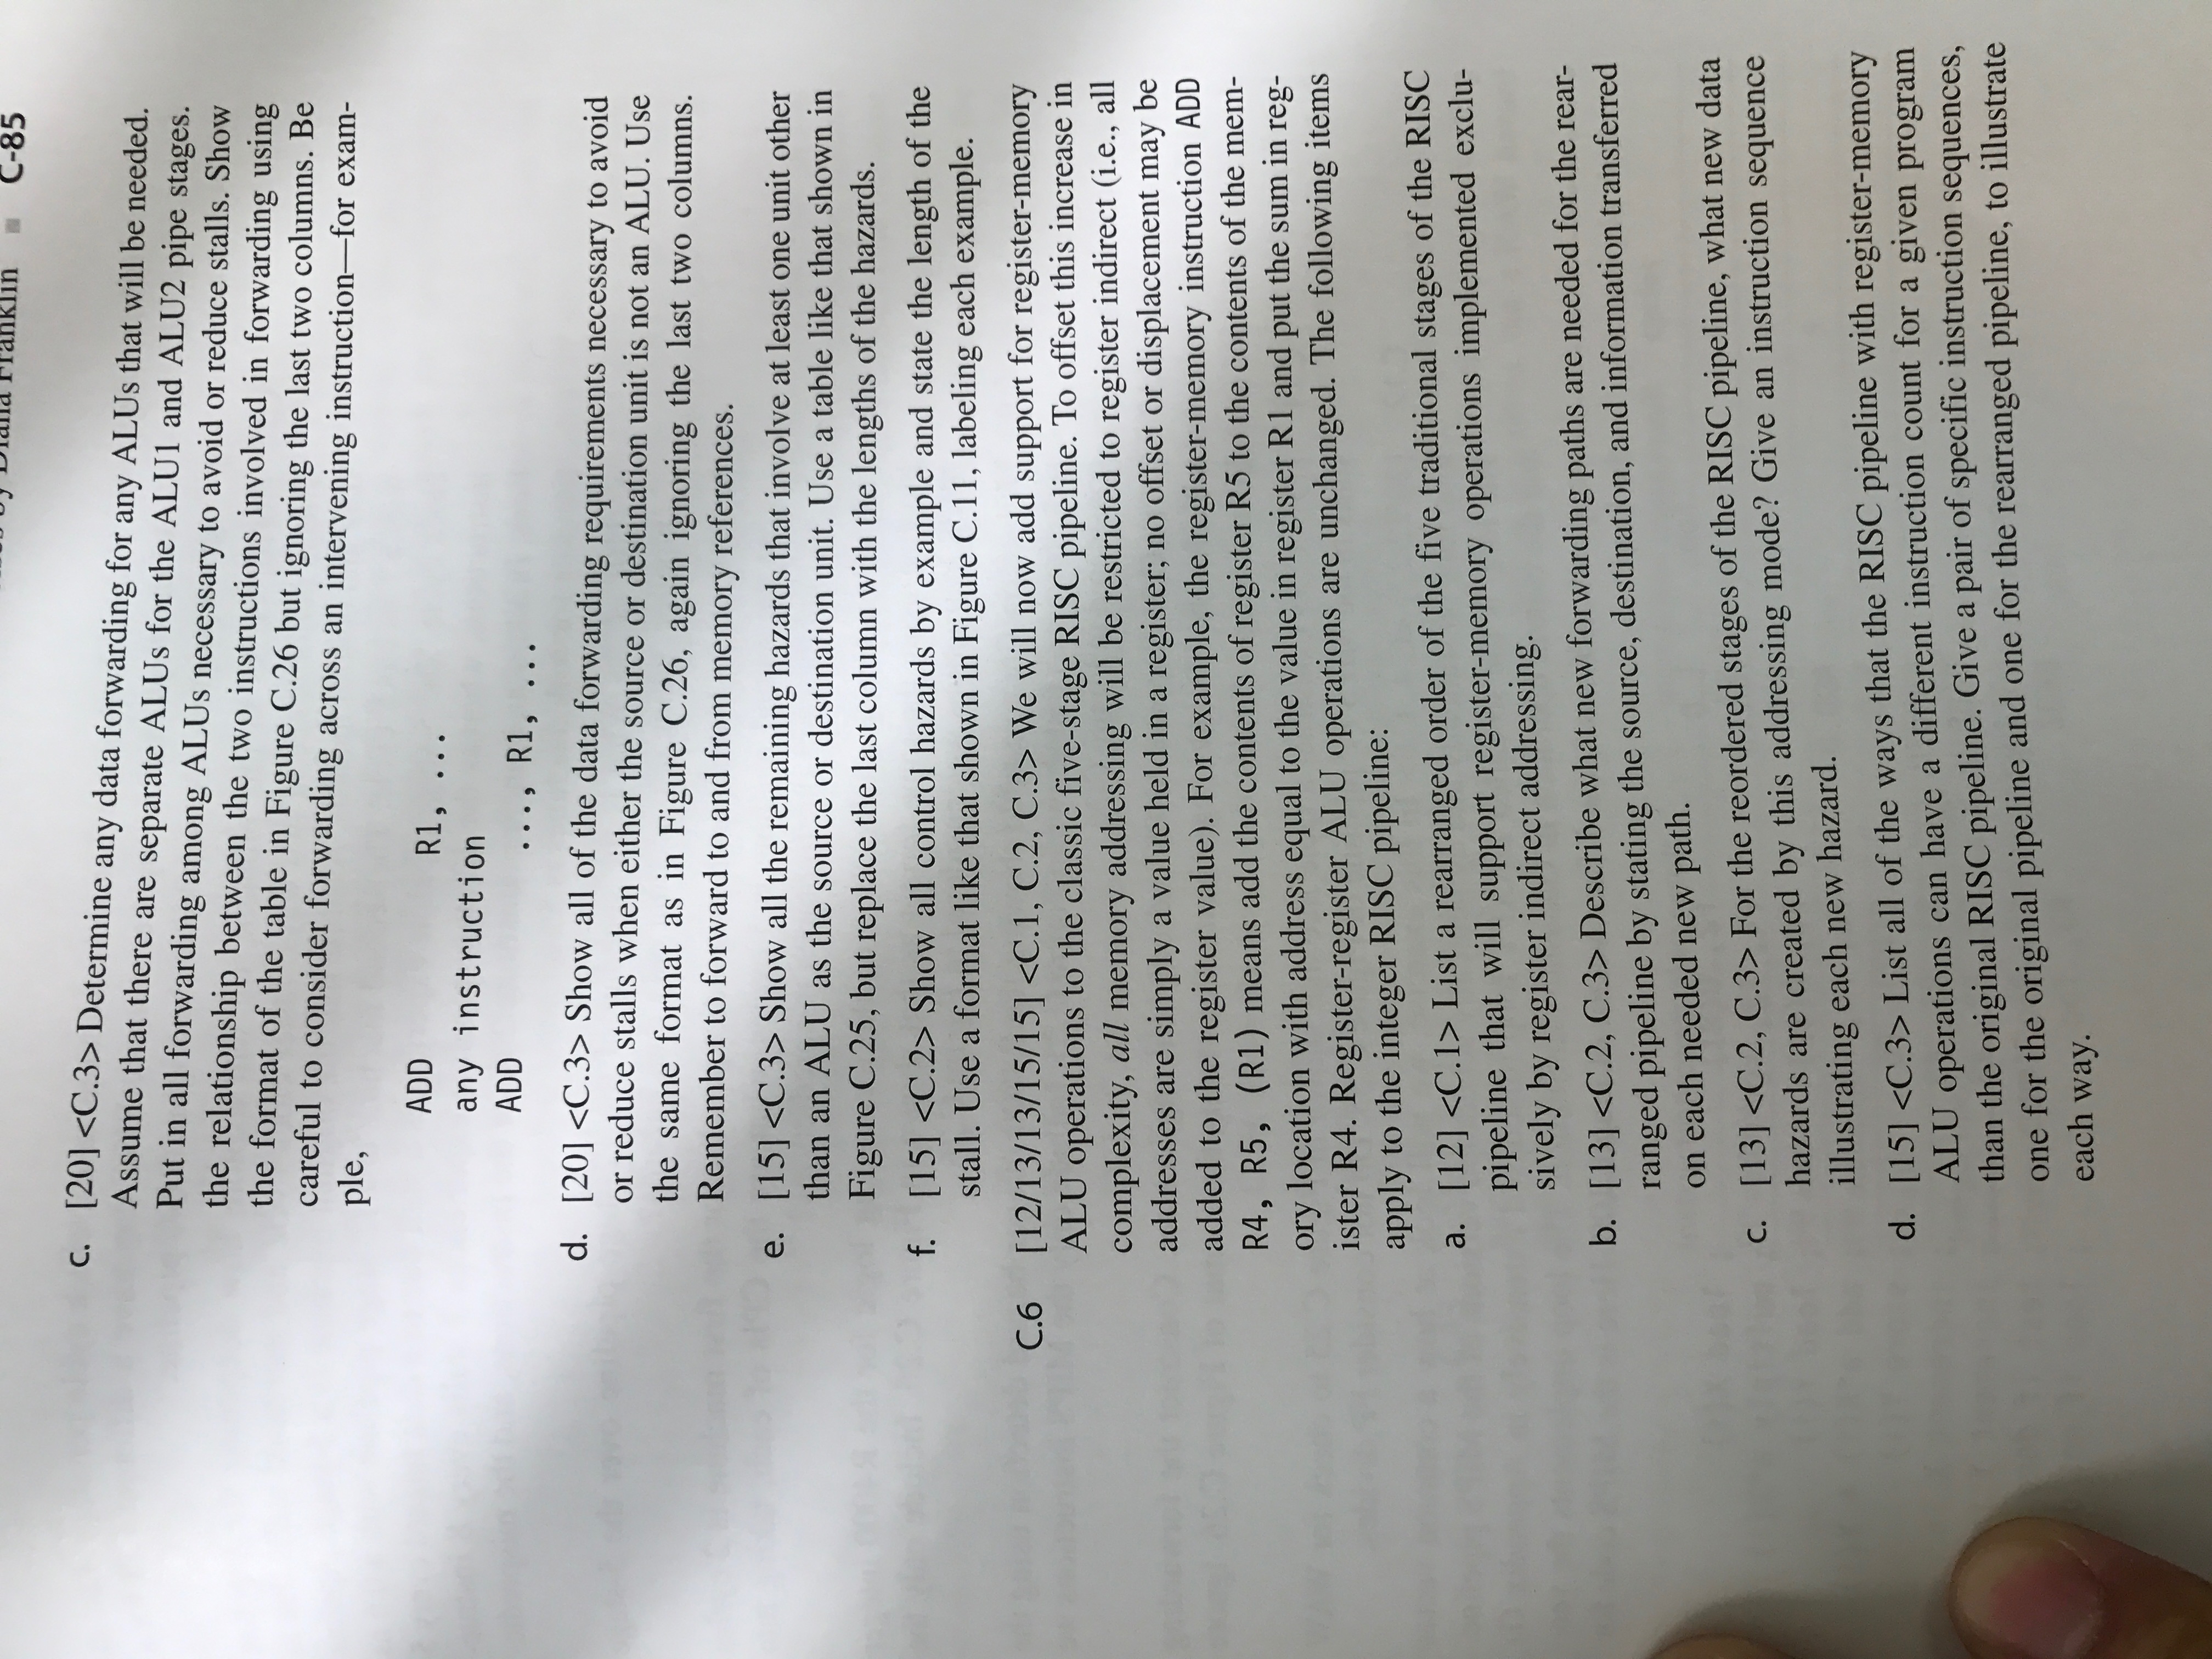 by Diana Franklin ■ C-85
c. [20] <C.3> Determine any data forwarding for any ALUs that will be needed.
Assume that there are separate ALUs for the ALU1 and ALU2 pipe stages.
Put in all forwarding among ALUs necessary to avoid or reduce stalls. Show
the relationship between the two instructions involved in forwarding using
the format of the table in Figure C.26 but ignoring the last two columns. Be
careful to consider forwarding across an intervening instruction—for exam-
ple,
ADD R1, ...
any instruction
ADD ..., R1, ...
d. [20] <C.3> Show all of the data forwarding requirements necessary to avoid
or reduce stalls when either the source or destination unit is not an ALU. Use
the same format as in Figure C.26, again ignoring the last two columns.
Remember to forward to and from memory references.
e. [15] <C.3> Show all the remaining hazards that involve at least one unit other
than an ALU as the source or destination unit. Use a table like that shown in
Figure C.25, but replace the last column with the lengths of the hazards.
f. [15] <C.2> Show all control hazards by example and state the length of the
stall. Use a format like that shown in Figure C.11, labeling each example.
C.6 [12/13/13/15/15] <C.1, C.2, C.3> We will now add support for register-memory
ALU operations to the classic five-stage RISC pipeline. To offset this increase in
complexity, all memory addressing will be restricted to register indirect (i.e., all
addresses are simply a value held in a register; no offset or displacement may be
added to the register value). For example, the register-memory instruction ADD
R4, R5, (R1) means add the contents of register R5 to the contents of the mem-
ory location with address equal to the value in register R1 and put the sum in reg-
ister R4. Register-register ALU operations are unchanged. The following items
apply to the integer RISC pipeline:
a. [12] <C.1> List a rearranged order of the five traditional stages of the RISC
pipeline that will support register-memory operations implemented exclu-
sively by register indirect addressing.
b. [13] <C.2, C.3> Describe what new forwarding paths are needed for the rear-
ranged pipeline by stating the source, destination, and information transferred
on each needed new path.
c. [13] <C.2, C.3> For the reordered stages of the RISC pipeline, what new data
hazards are created by this addressing mode? Give an instruction sequence
illustrating each new hazard.
d. [15] <C.3> List all of the ways that the RISC pipeline with register-memory
ALU operations can have a different instruction count for a given program
than the original RISC pipeline. Give a pair of specific instruction sequences,
one for the original pipeline and one for the rearranged pipeline, to illustrate
each way.